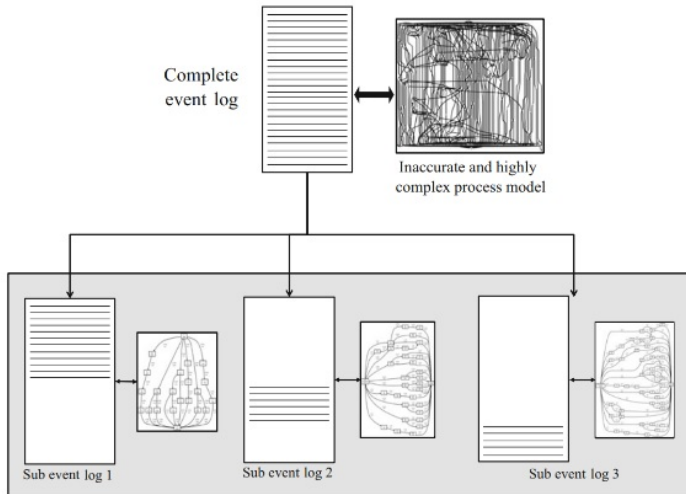 Complete
event log
Inaccurate and highly
complex process model
Sub event log 1
Sub event log 2
Sub event log 3